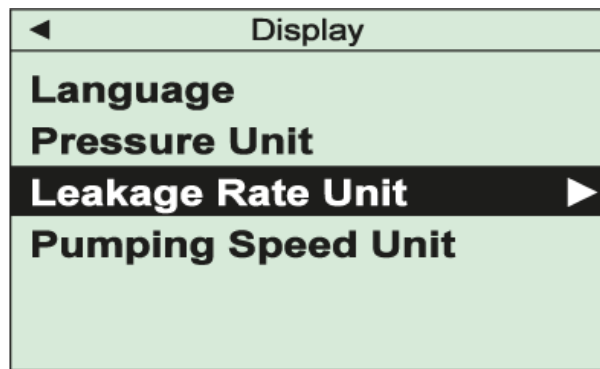 Display
Language
Pressure Unit
Leakage Rate Unit
Pumping Speed Unit